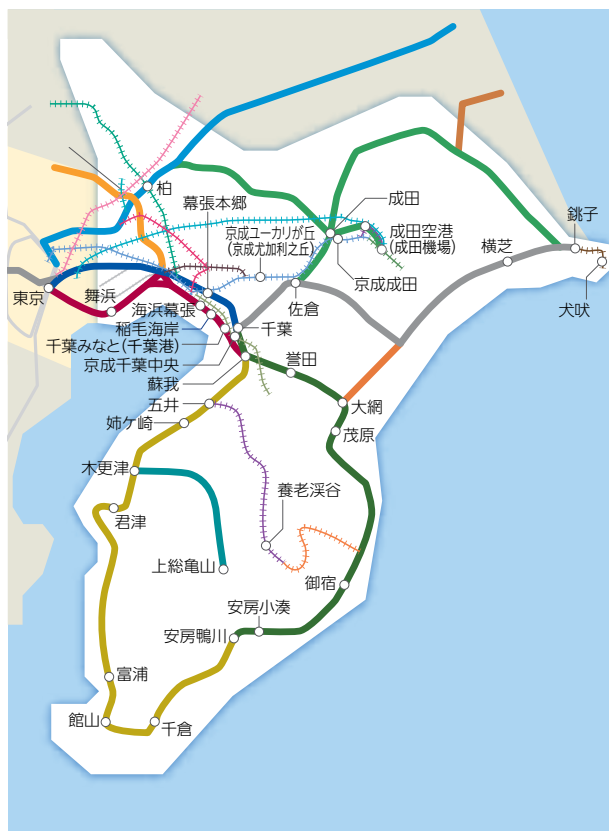 柏
幕張本郷
京成ユーカリが丘
(京成尤加利之丘)
成田
成田空港
(成田機場)
銚子
横芝
京成成田
犬吠
東京
舞浜
佐倉
海浜幕張
稲毛海岸
千葉
千葉みなと(千葉港)
京成千葉中央
蘇我
誉田
五井
大網
姉ケ崎
茂原
木更津
養老渓谷
君津
上総亀山
御宿
安房小湊
安房鴨川
富浦
館山
千倉